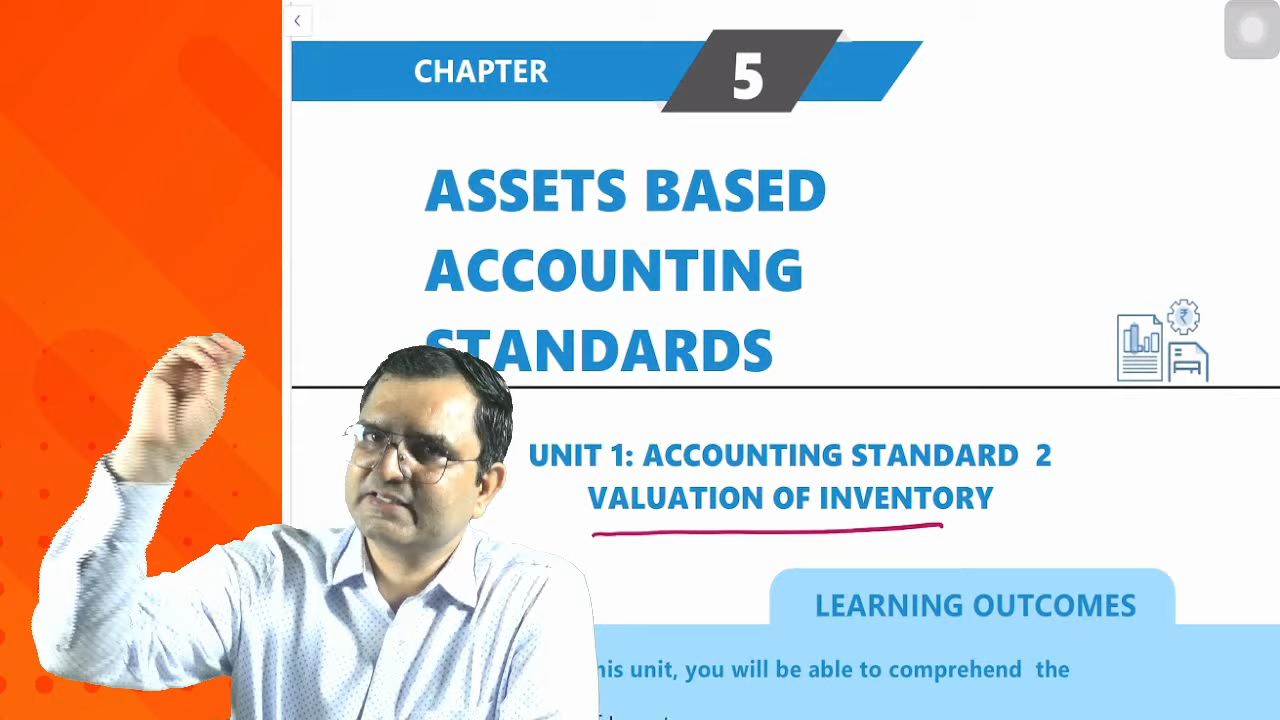 CHAPTER 5
ASSETS BASED
ACCOUNTING
STANDARDS
₹
UNIT 1: ACCOUNTING STANDARD 2
VALUATION OF INVENTORY
LEARNING OUTCOMES
unit, you will be able to comprehend the